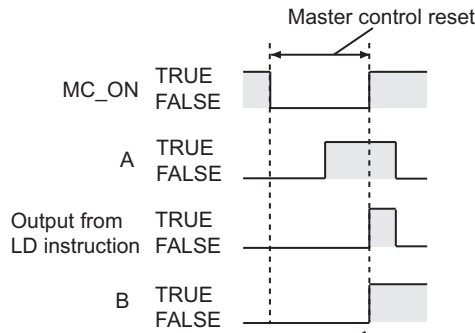 Master control reset
MC_ON TRUE
FALSE
A TRUE
FALSE
Output from TRUE
LD instruction FALSE
B TRUE
FALSE